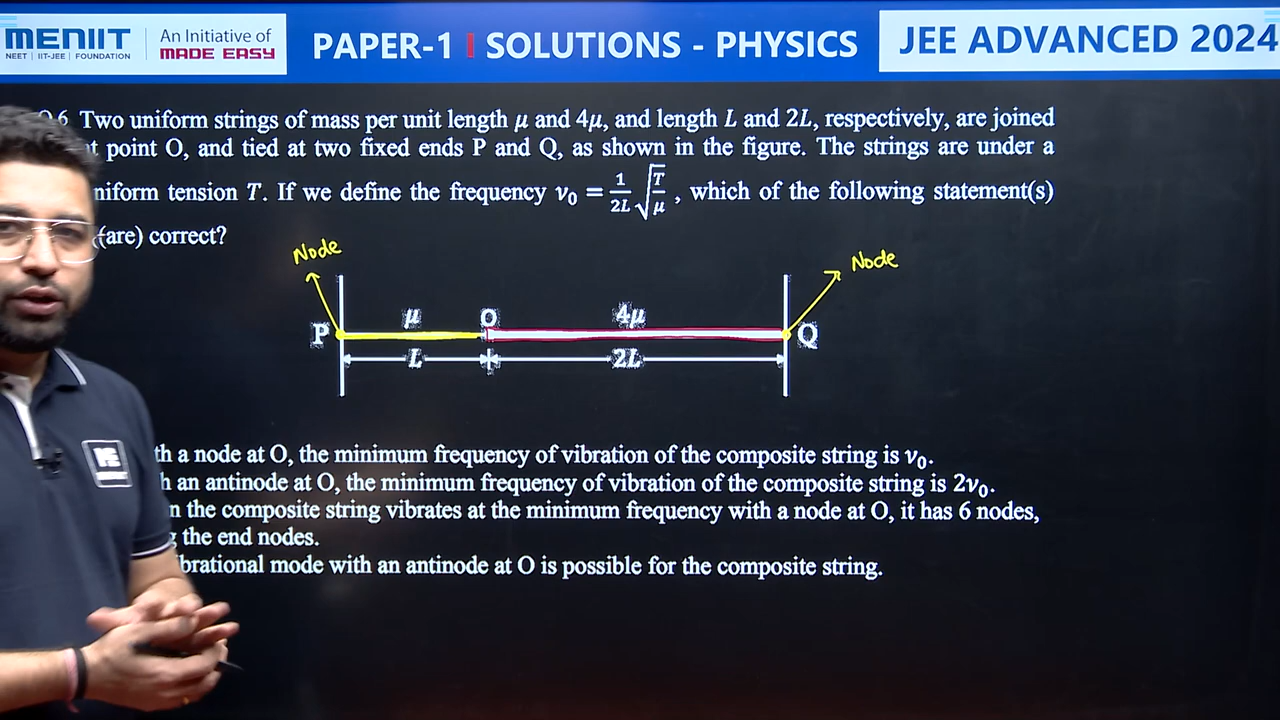 MENIIT
NEET | IIT-JEE | FOUNDATION
An Initiative of
MADE EASY
PAPER-1 | SOLUTIONS - PHYSICS
JEE ADVANCED 2024
Q.6 Two uniform strings of mass per unit length μ and 4μ, and length L and 2L, respectively, are joined
point O, and tied at two fixed ends P and Q, as shown in the figure. The strings are under a
tension T. If we define the frequency ν₀ = 1/2L √(T/μ) , which of the following statement(s)
(are) correct?
Node
Node
μ
O
4μ
P
Q
L
2L
a node at O, the minimum frequency of vibration of the composite string is ν₀.
an antinode at O, the minimum frequency of vibration of the composite string is 2ν₀.
the composite string vibrates at the minimum frequency with a node at O, it has 6 nodes,
the end nodes.
mode with an antinode at O is possible for the composite string.